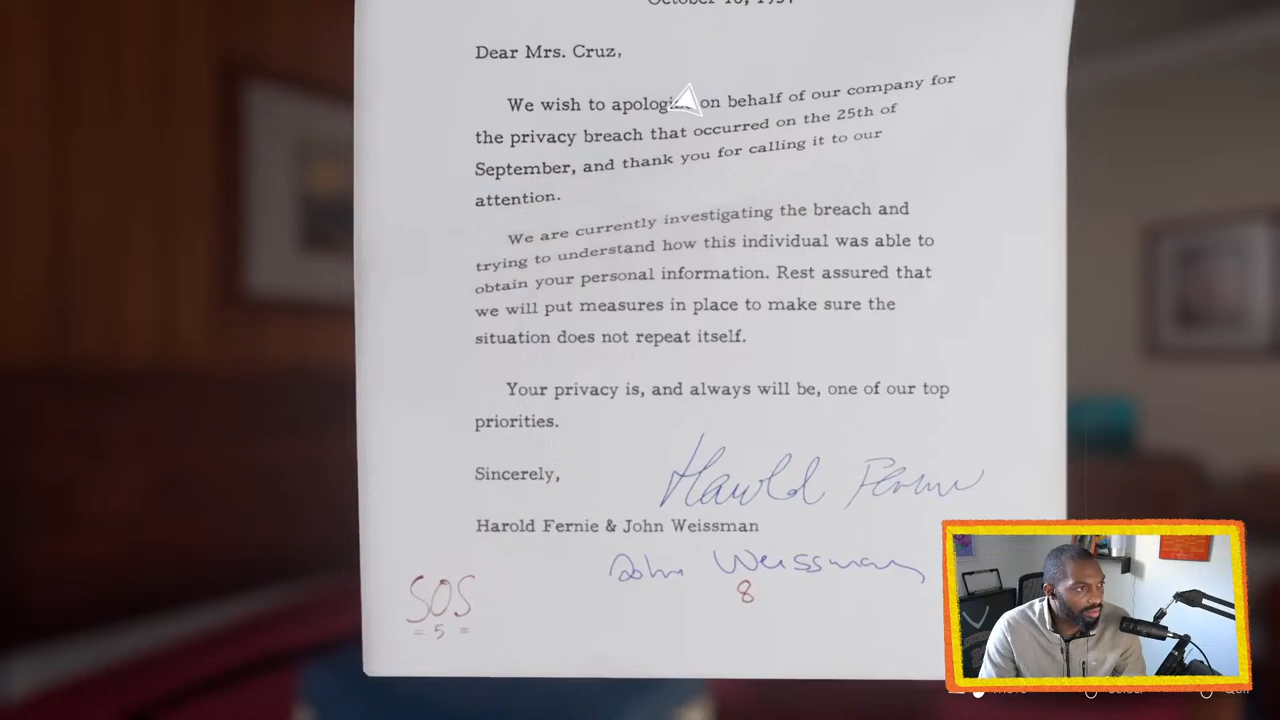 Dear Mrs. Cruz,
We wish to on behalf of our company for
the privacy breach that occurred on the 25th of
September, and thank you for calling it to our
attention.
We are currently investigating the breach and
trying to understand how this individual was able to
obtain your personal information. Rest assured that
we will put measures in place to make sure the
situation does not repeat itself.
Your privacy is, and always will be, one of our top
priorities.
Sincerely,
Harold Fernie
Harold Fernie & John Weissman
John Weissman
8
SOS
= 5 =